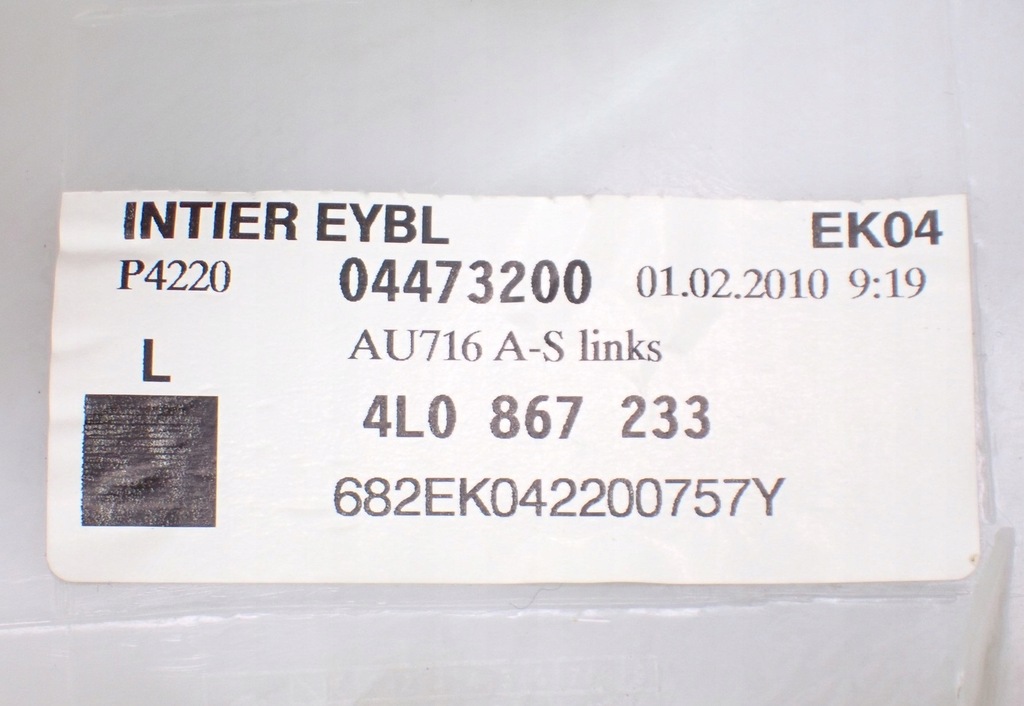 INTIER EYBL EK04
P4220 04473200 01.02.2010 9:19
AU716 A-S links
L
4L0 867 233
682EK042200757Y